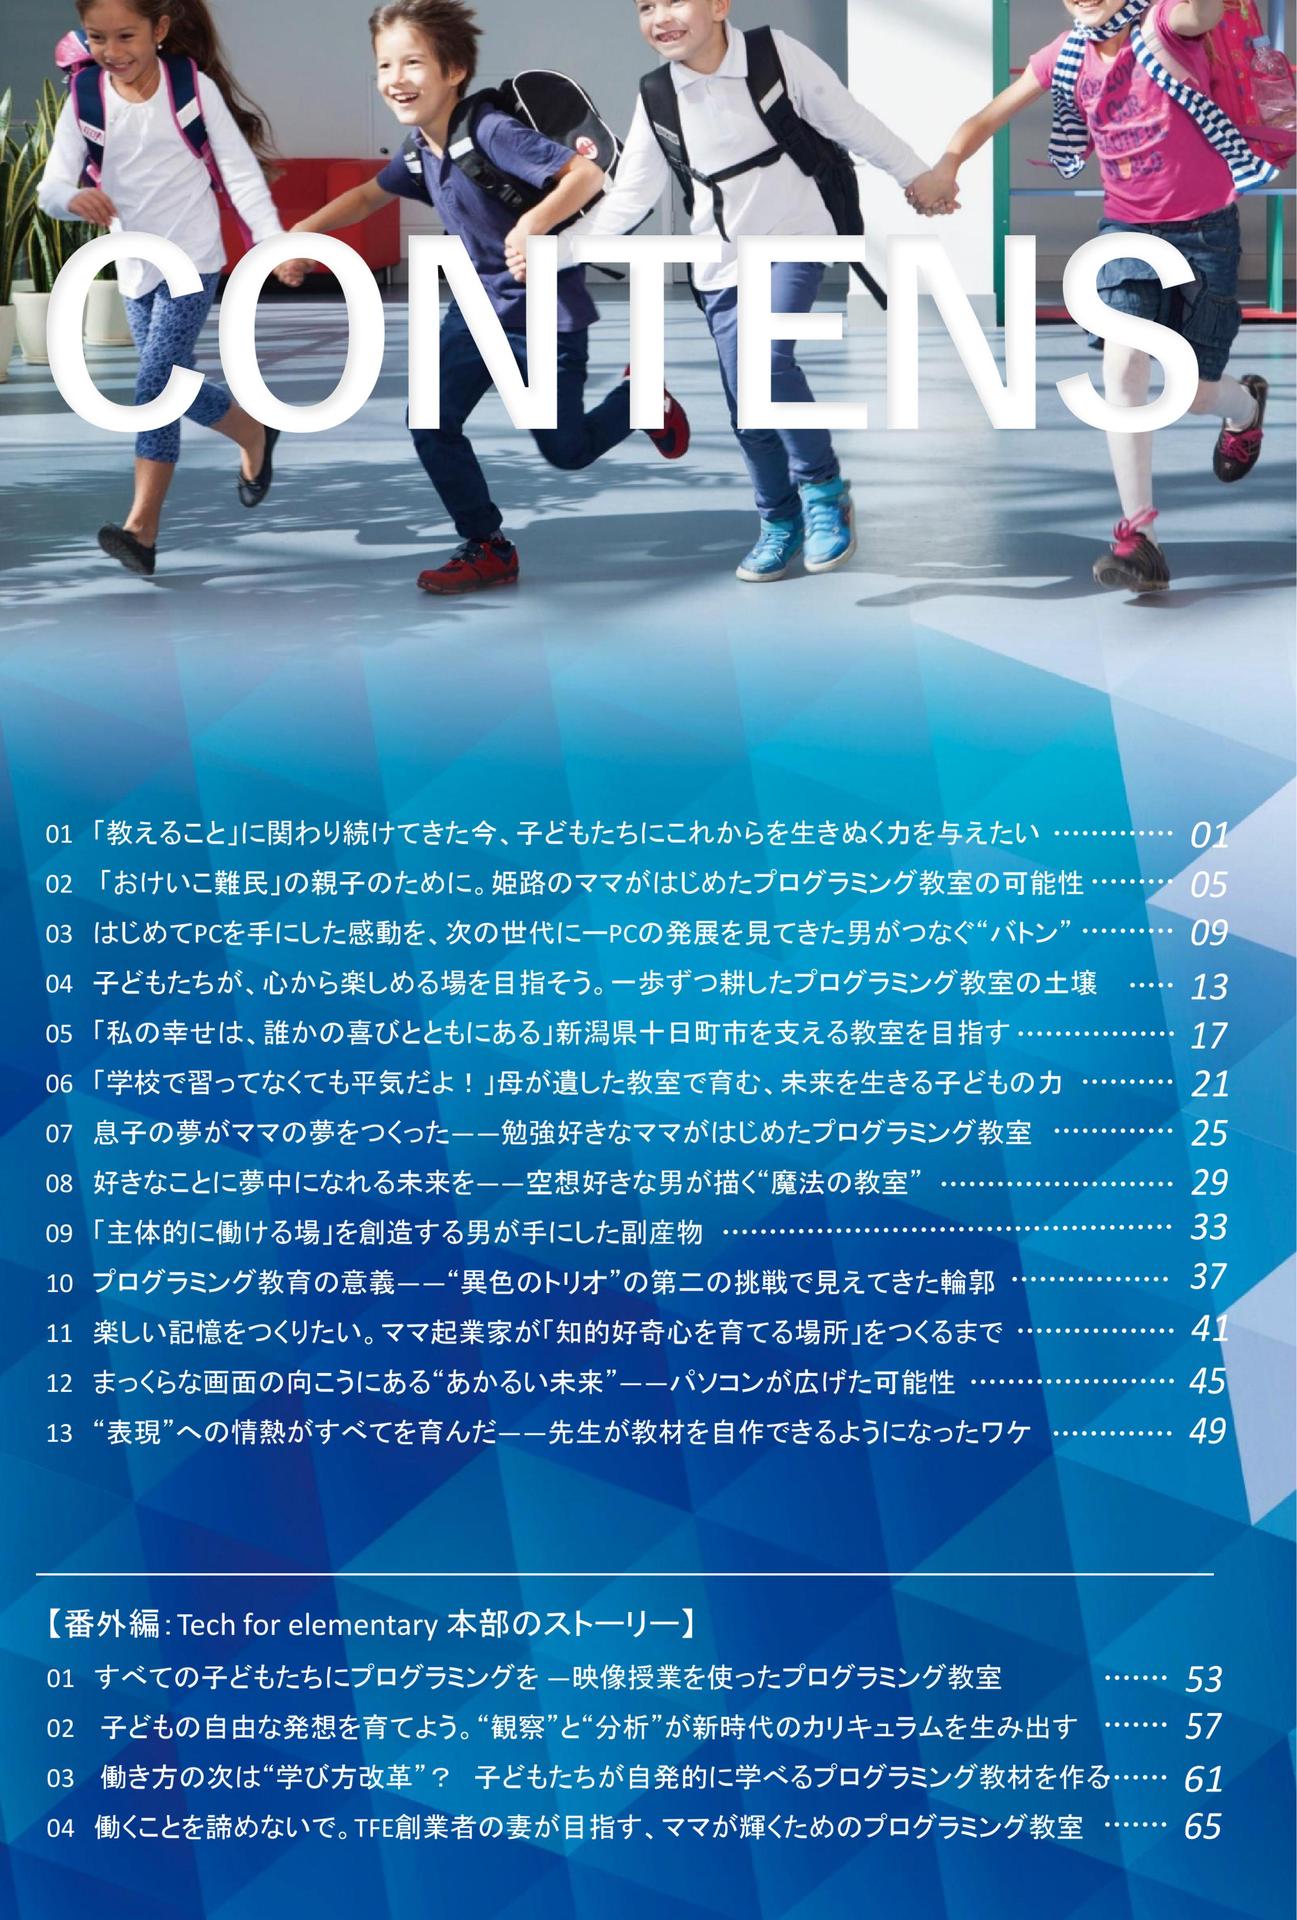 CONTENS
01 「教えること」に関わり続けてきた今、子どもたちにこれからを生きぬく力を与えたい ············· 01
02 「おけいこ難民」の親子のために。姫路のママがはじめたプログラミング教室の可能性 ········· 05
03 はじめてPCを手にした感動を、次の世代に―PCの発展を見てきた男がつなぐ“バトン” ·········· 09
04 子どもたちが、心から楽しめる場を目指そう。一歩ずつ耕したプログラミング教室の土壌 ····· 13
05 「私の幸せは、誰かの喜びとともにある」新潟県十日町市を支える教室を目指す ················· 17
06 「学校で習ってなくても平気だよ！」母が遺した教室で育む、未来を生きる子どもの力 ·········· 21
07 息子の夢がママの夢をつくった――勉強好きなママがはじめたプログラミング教室 ············· 25
08 好きなことに夢中になれる未来を――空想好きな男が描く“魔法の教室” ························· 29
09 「主体的に働ける場」を創造する男が手にした副産物 ················································· 33
10 プログラミング教育の意義――“異色のトリオ”の第二の挑戦で見えてきた輪郭 ················· 37
11 楽しい記憶をつくりたい。ママ起業家が「知的好奇心を育てる場所」をつくるまで ················· 41
12 まっくらな画面の向こうにある“あかるい未来”――パソコンが広げた可能性 ······················ 45
13 “表現”への情熱がすべてを育んだ――先生が教材を自作できるようになったワケ ············· 49
【番外編：Tech for elementary 本部のストーリー】
01 すべての子どもたちにプログラミングを ―映像授業を使ったプログラミング教室 ······· 53
02 子どもの自由な発想を育てよう。“観察”と“分析”が新時代のカリキュラムを生み出す ······· 57
03 働き方の次は“学び方改革”？ 子どもたちが自発的に学べるプログラミング教材を作る······ 61
04 働くことを諦めないで。TFE創業者の妻が目指す、ママが輝くためのプログラミング教室 ······· 65